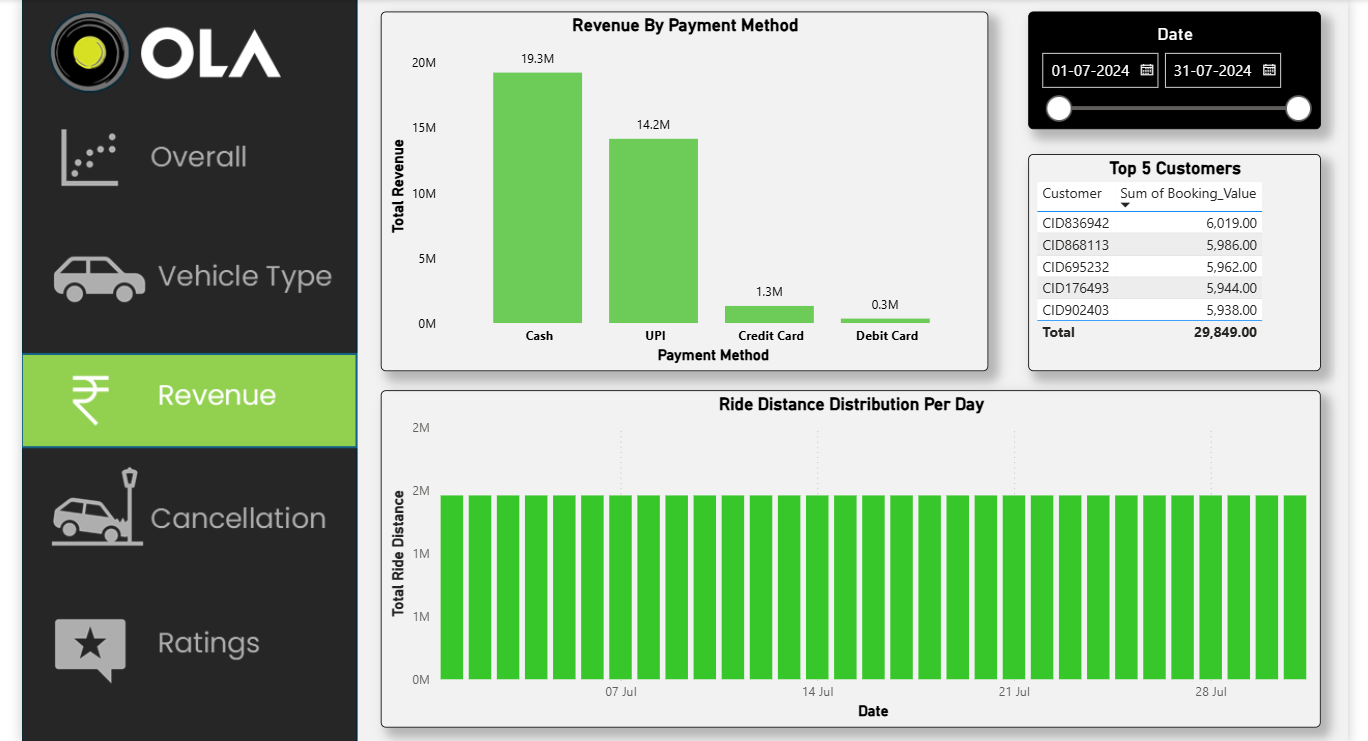 OLA
Overall
Vehicle Type
₹ Revenue
Cancellation
Ratings
Revenue By Payment Method
Total Revenue
20M
15M
10M
5M
0M
19.3M
14.2M
1.3M
0.3M
Cash UPI Credit Card Debit Card
Payment Method
Date
01-07-2024 31-07-2024
Top 5 Customers
Customer Sum of Booking_Value
CID836942 6,019.00
CID868113 5,986.00
CID695232 5,962.00
CID176493 5,944.00
CID902403 5,938.00
Total 29,849.00
Ride Distance Distribution Per Day
Total Ride Distance
2M
2M
1M
1M
0M
07 Jul 14 Jul 21 Jul 28 Jul
Date